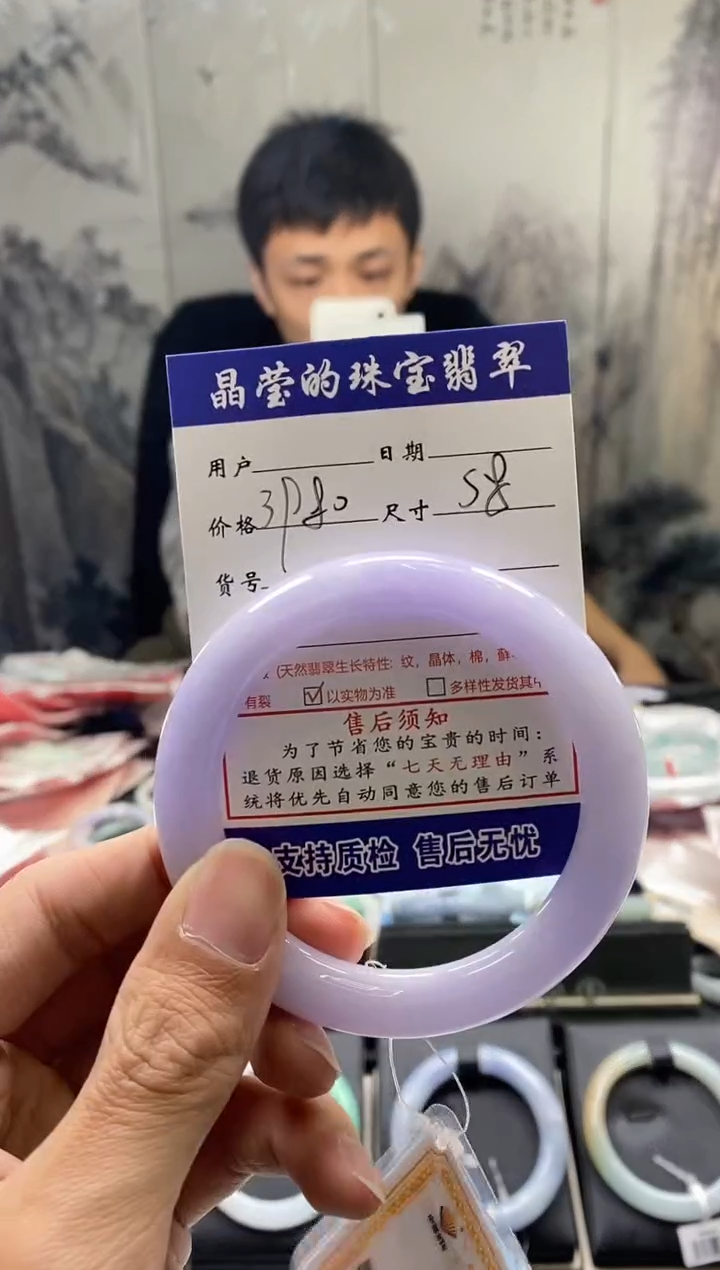 晶莹的珠宝翡翠
用户 日期
价格 尺寸 58
货号
(天然翡翠生长特性: 纹, 晶体, 棉, 蘚
有裂 ☑以实物为准 □多样性发货其
售后须知
为了节省您的宝贵的时间:
退货原因选择“七天无理由”系
统将优先自动同意您的售后订单
支持质检 售后无忧